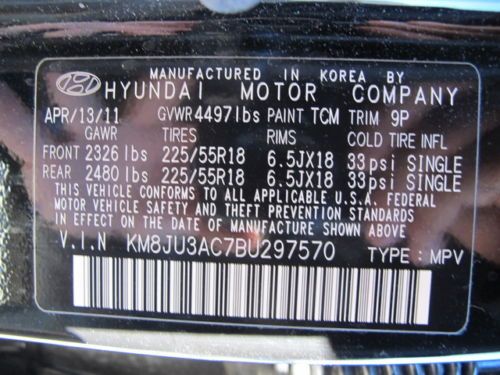 MANUFACTURED IN KOREA BY
HYUNDAI MOTOR COMPANY
APR/13/11 GVWR 4497lbs PAINT TCM TRIM 9P
GAWR TIRES RIMS COLD TIRE INFL
FRONT 2326 lbs 225/55R18 6.5JX18 33psi SINGLE
REAR 2480 lbs 225/55R18 6.5JX18 33psi SINGLE
THIS VEHICLE CONFORMS TO ALL APPLICABLE U.S.A. FEDERAL
MOTOR VEHICLE SAFETY AND THEFT PREVENTION STANDARDS
IN EFFECT ON THE DATE OF MANUFACTURE SHOWN ABOVE
V.I.N KM8JU3AC7BU297570 TYPE : MPV